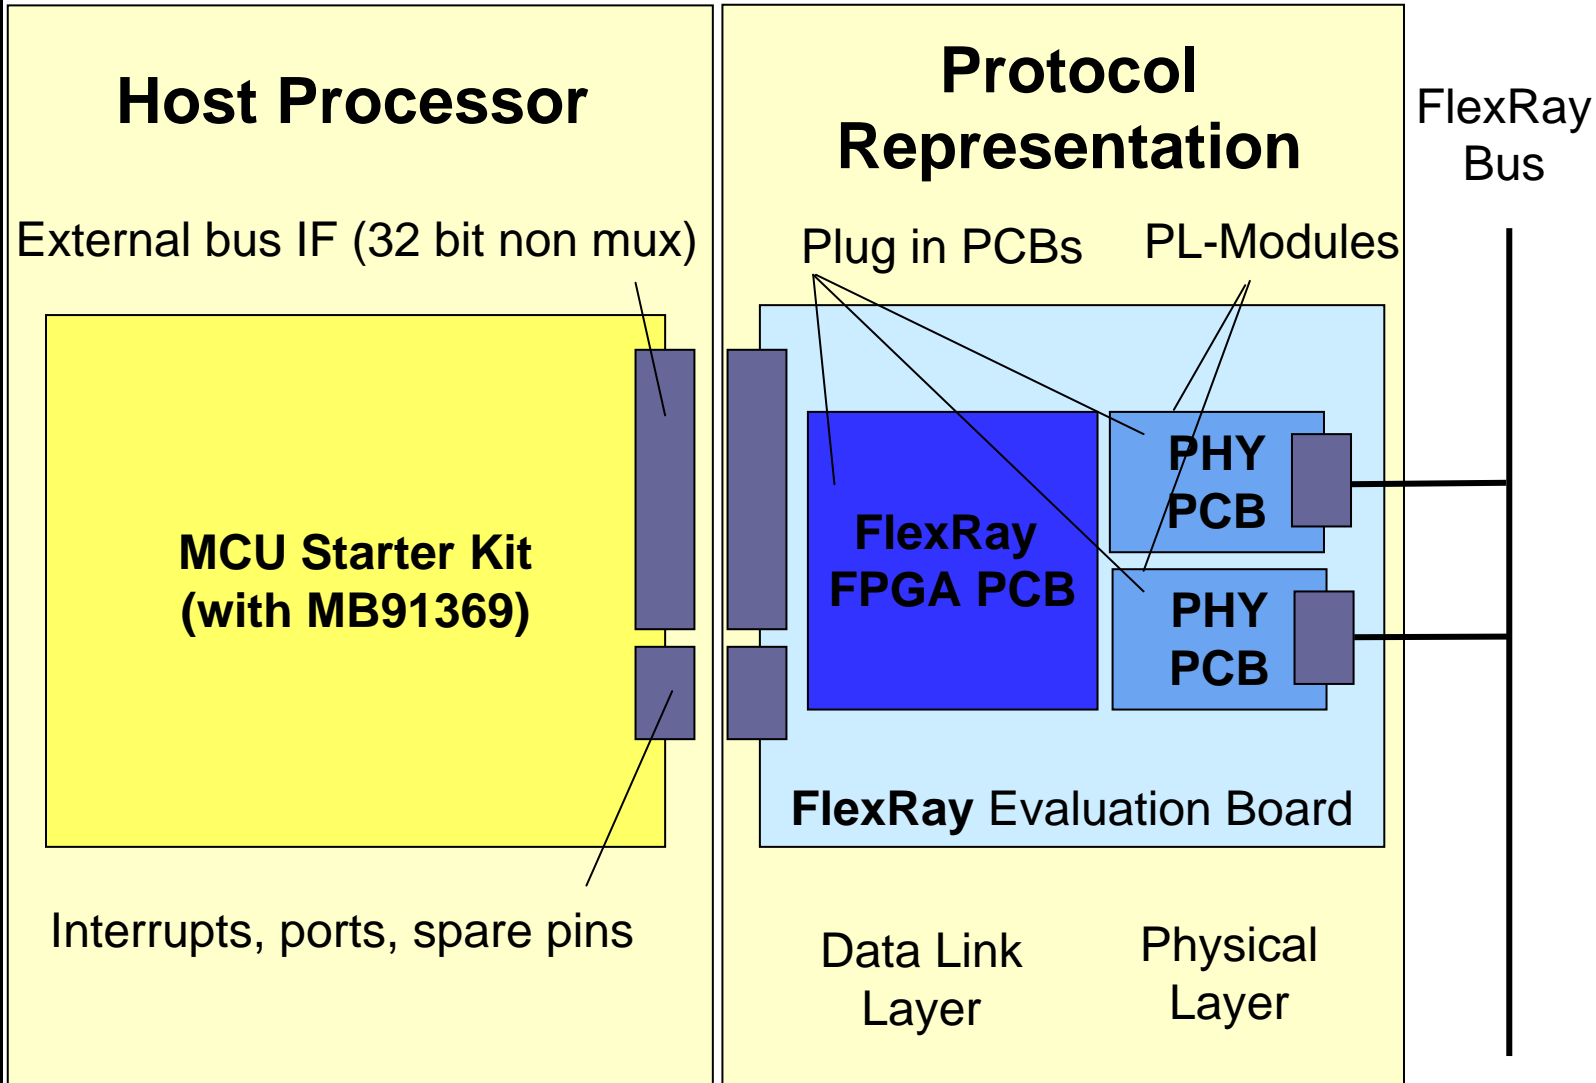 Host Processor
External bus IF (32 bit non mux)
MCU Starter Kit
(with MB91369)
Interrupts, ports, spare pins
Protocol
Representation
Plug in PCBs
PL-Modules
FlexRay
FPGA PCB
PHY
PCB
PHY
PCB
FlexRay Evaluation Board
Data Link
Layer
Physical
Layer
FlexRay
Bus